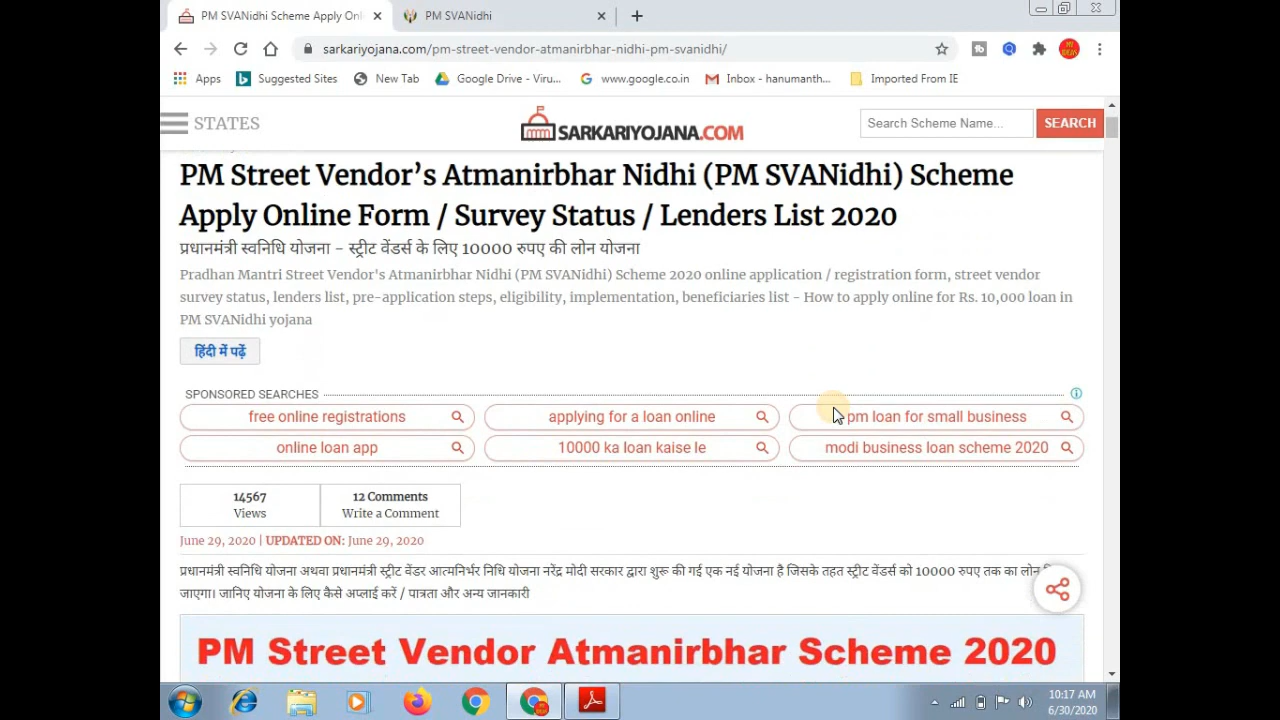 PM SVANidhi Scheme Apply Onl
PM SVANidhi
sarkariyojana.com/pm-street-vendor-atmanirbhar-nidhi-pm-svanidhi/
Apps
Suggested Sites
New Tab
Google Drive - Viru...
www.google.co.in
Inbox - hanumanth...
Imported From IE
STATES
SARKARIYOJANA.COM
Search Scheme Name...
SEARCH
PM Street Vendor's Atmanirbhar Nidhi (PM SVANidhi) Scheme
Apply Online Form / Survey Status / Lenders List 2020
प्रधानमंत्री स्वनिधि योजना - स्ट्रीट वेंडर्स के लिए 10000 रुपए की लोन योजना
Pradhan Mantri Street Vendor's Atmanirbhar Nidhi (PM SVANidhi) Scheme 2020 online application / registration form, street vendor
survey status, lenders list, pre-application steps, eligibility, implementation, beneficiaries list - How to apply online for Rs. 10,000 loan in
PM SVANidhi yojana
हिंदी में पढ़ें
SPONSORED SEARCHES
free online registrations
applying for a loan online
pm loan for small business
online loan app
10000 ka loan kaise le
modi business loan scheme 2020
14567
Views
12 Comments
Write a Comment
June 29, 2020 | UPDATED ON: June 29, 2020
प्रधानमंत्री स्वनिधि योजना अथवा प्रधानमंत्री स्ट्रीट वेंडर आत्मनिर्भर निधि योजना नरेंद्र मोदी सरकार द्वारा शुरू की गई एक नई योजना है जिसके तहत स्ट्रीट वेंडर्स को 10000 रुपए तक का लोन
जाएगा। जानिए योजना के लिए कैसे अप्लाई करें / पात्रता और अन्य जानकारी
PM Street Vendor Atmanirbhar Scheme 2020
10:17 AM
6/30/2020